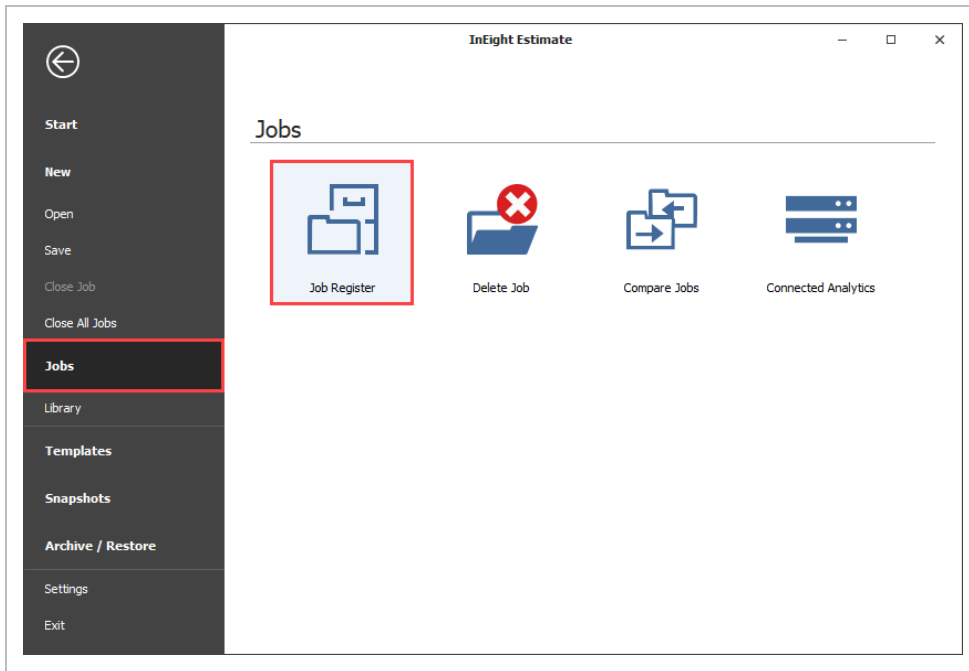 InEight Estimate
Start
New
Open
Save
Close Job
Close All Jobs
Jobs
Library
Templates
Snapshots
Archive / Restore
Settings
Exit
Jobs
Job Register
Delete Job
Compare Jobs
Connected Analytics